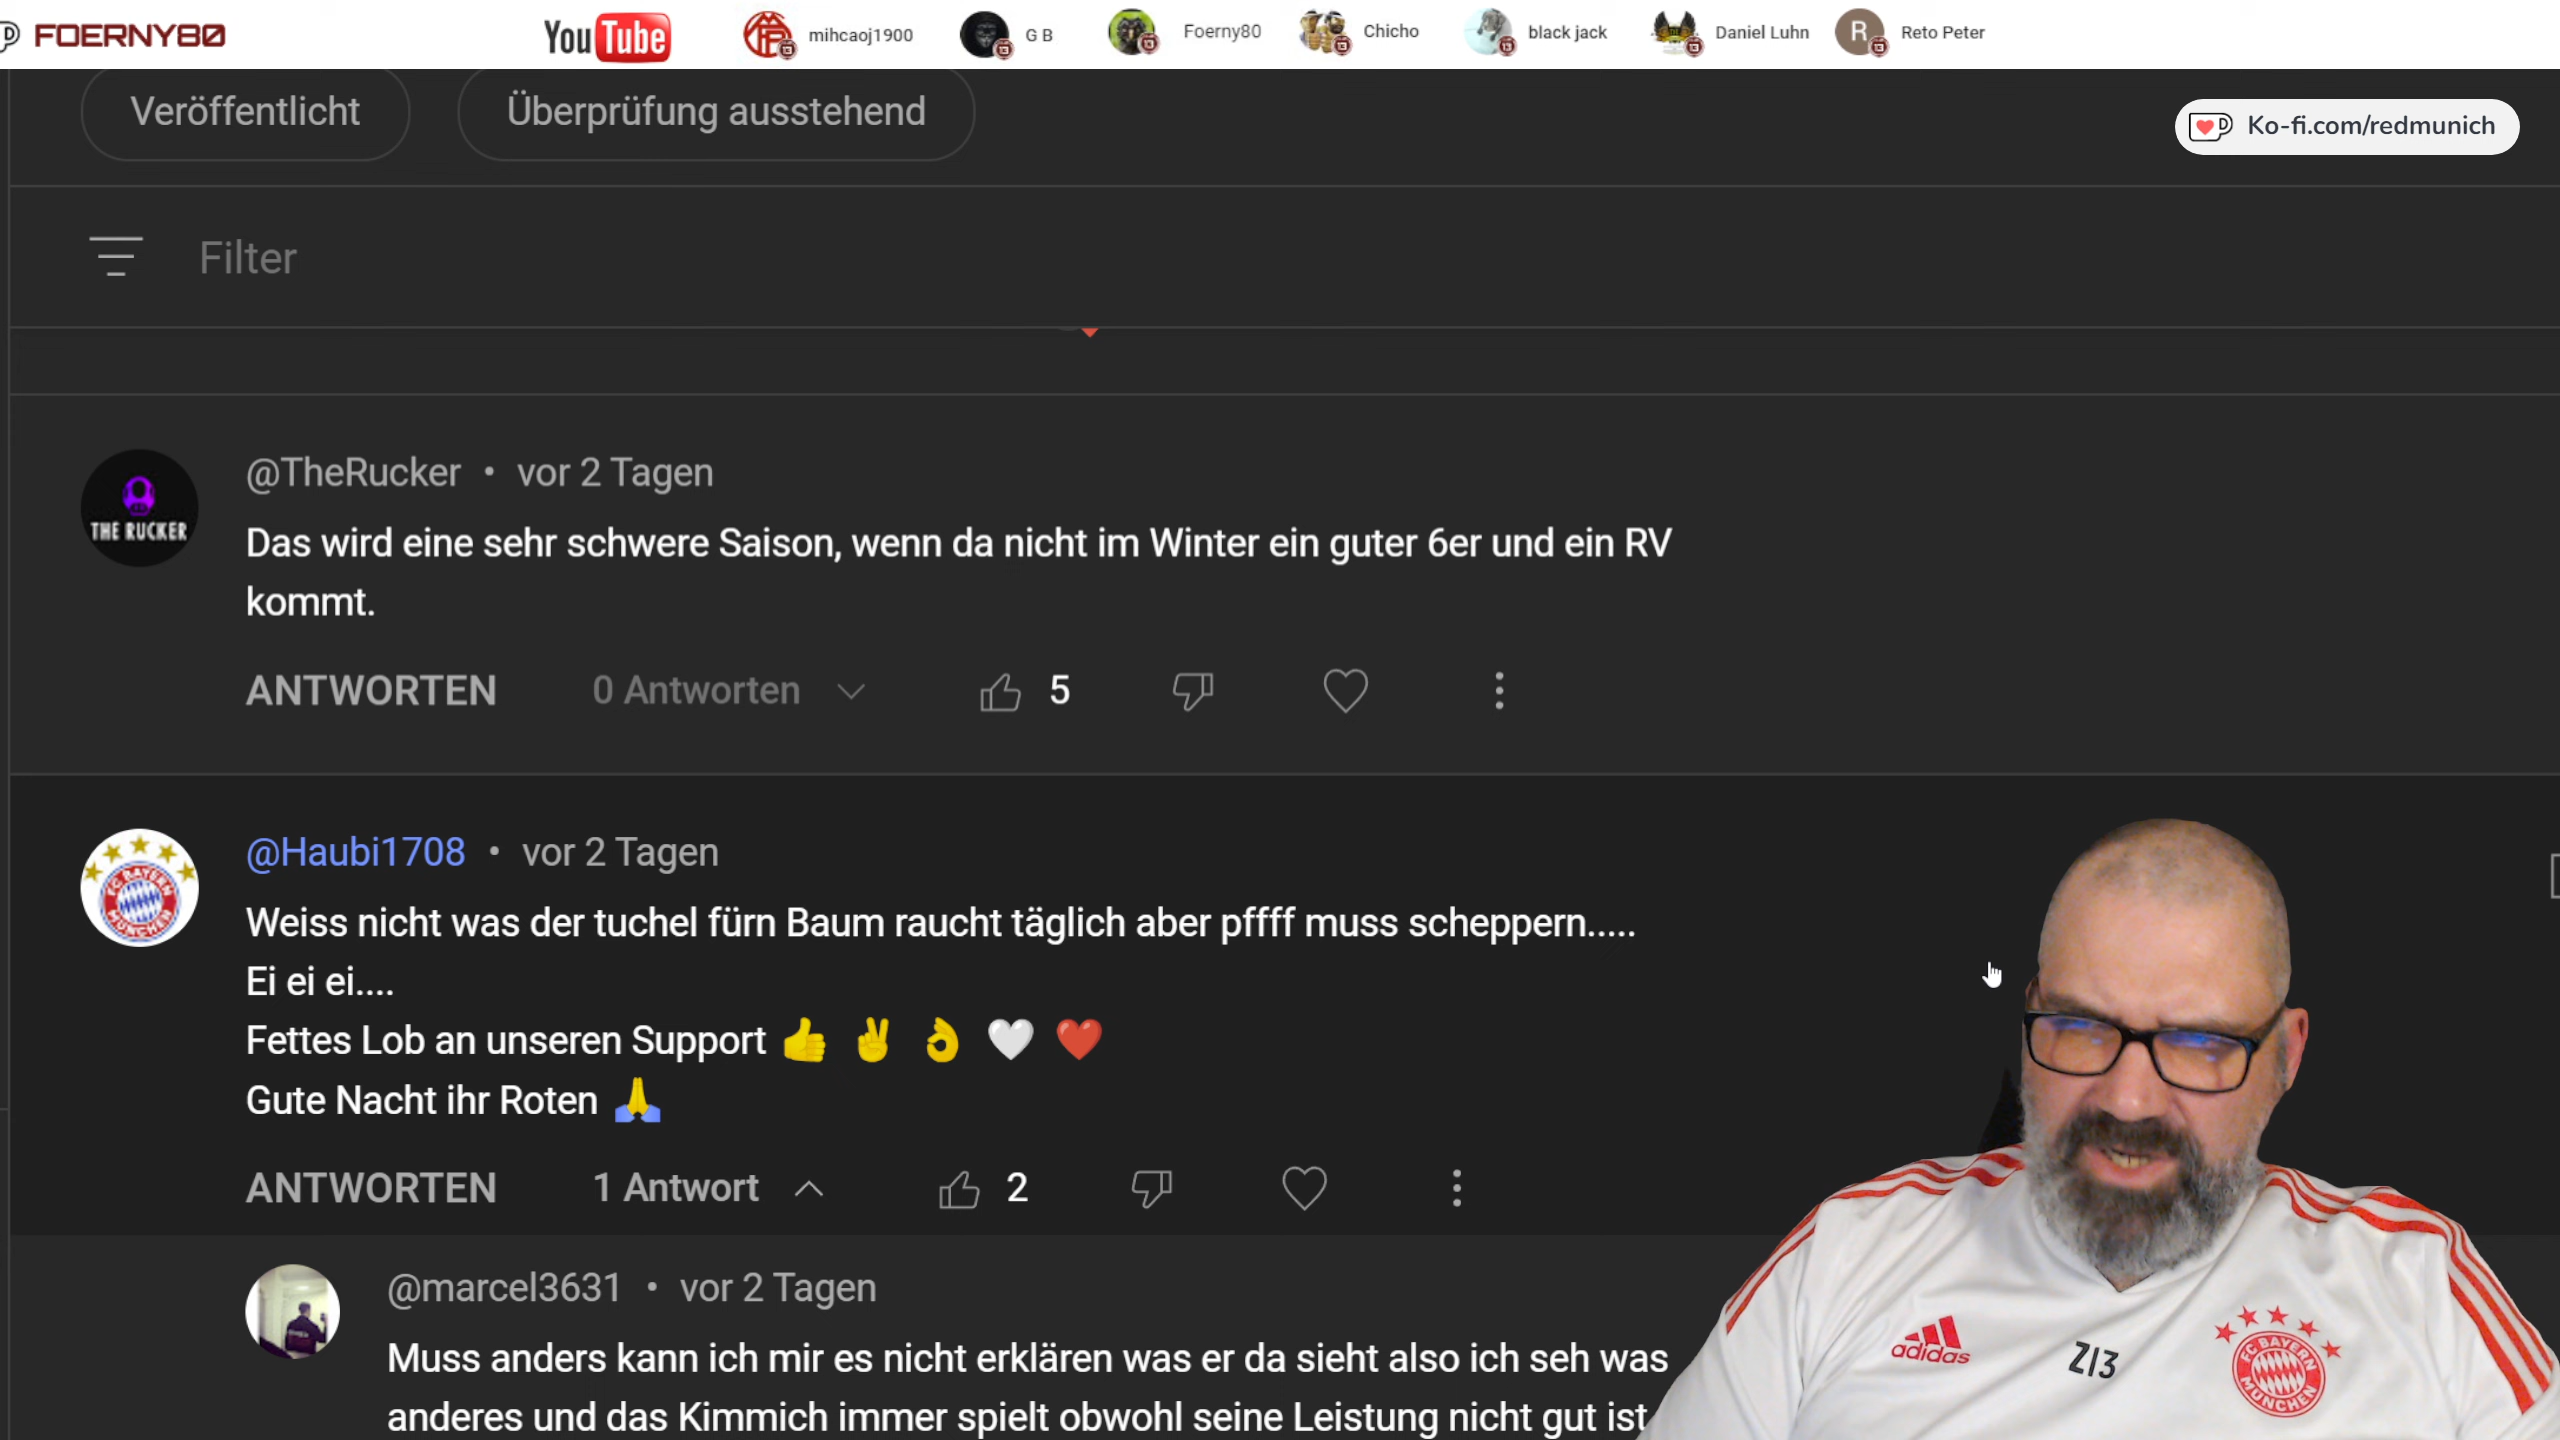 FOERNY80
YouTube
mihcaoj1900
G B
Foerny80
Chicho
black jack
Daniel Luhn
R
Reto Peter
Veröffentlicht
Überprüfung ausstehend
Ko-fi.com/redmunich
Filter
@TheRucker • vor 2 Tagen
THE RUCKER
Das wird eine sehr schwere Saison, wenn da nicht im Winter ein guter 6er und ein RV
kommt.
ANTWORTEN 0 Antworten 5
@Haubi1708 • vor 2 Tagen
FC BAYERN MÜNCHEN
Weiss nicht was der tuchel fürn Baum raucht täglich aber pffff muss scheppern.....
Ei ei ei....
Fettes Lob an unseren Support 👍 ✌️ 👌 🤍 ❤️
Gute Nacht ihr Roten 🙏
ANTWORTEN 1 Antwort 2
@marcel3631 • vor 2 Tagen
Muss anders kann ich mir es nicht erklären was er da sieht also ich seh was
anderes und das Kimmich immer spielt obwohl seine Leistung nicht gut ist
adidas
Z13
FC BAYERN MÜNCHEN